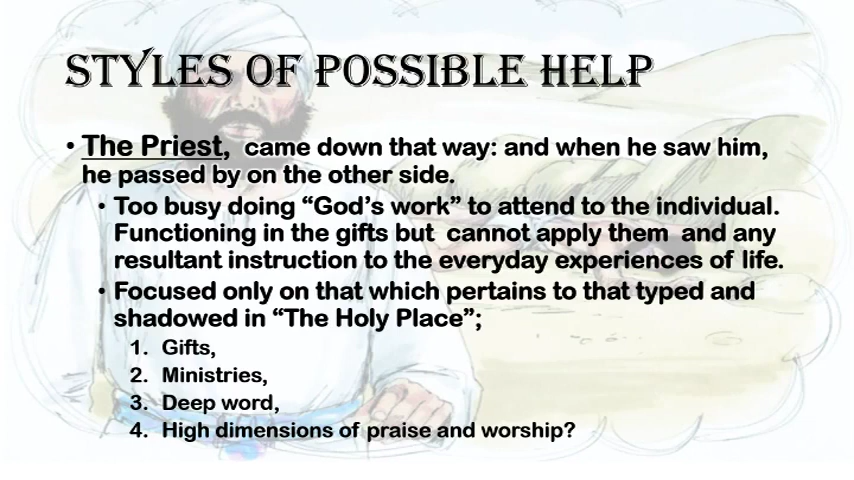 STYLES OF POSSIBLE HELP
• The Priest, came down that way: and when he saw him,
he passed by on the other side.
• Too busy doing “God’s work” to attend to the individual.
Functioning in the gifts but cannot apply them and any
resultant instruction to the everyday experiences of life.
• Focused only on that which pertains to that typed and
shadowed in “The Holy Place”;
1. Gifts,
2. Ministries,
3. Deep word,
4. High dimensions of praise and worship?